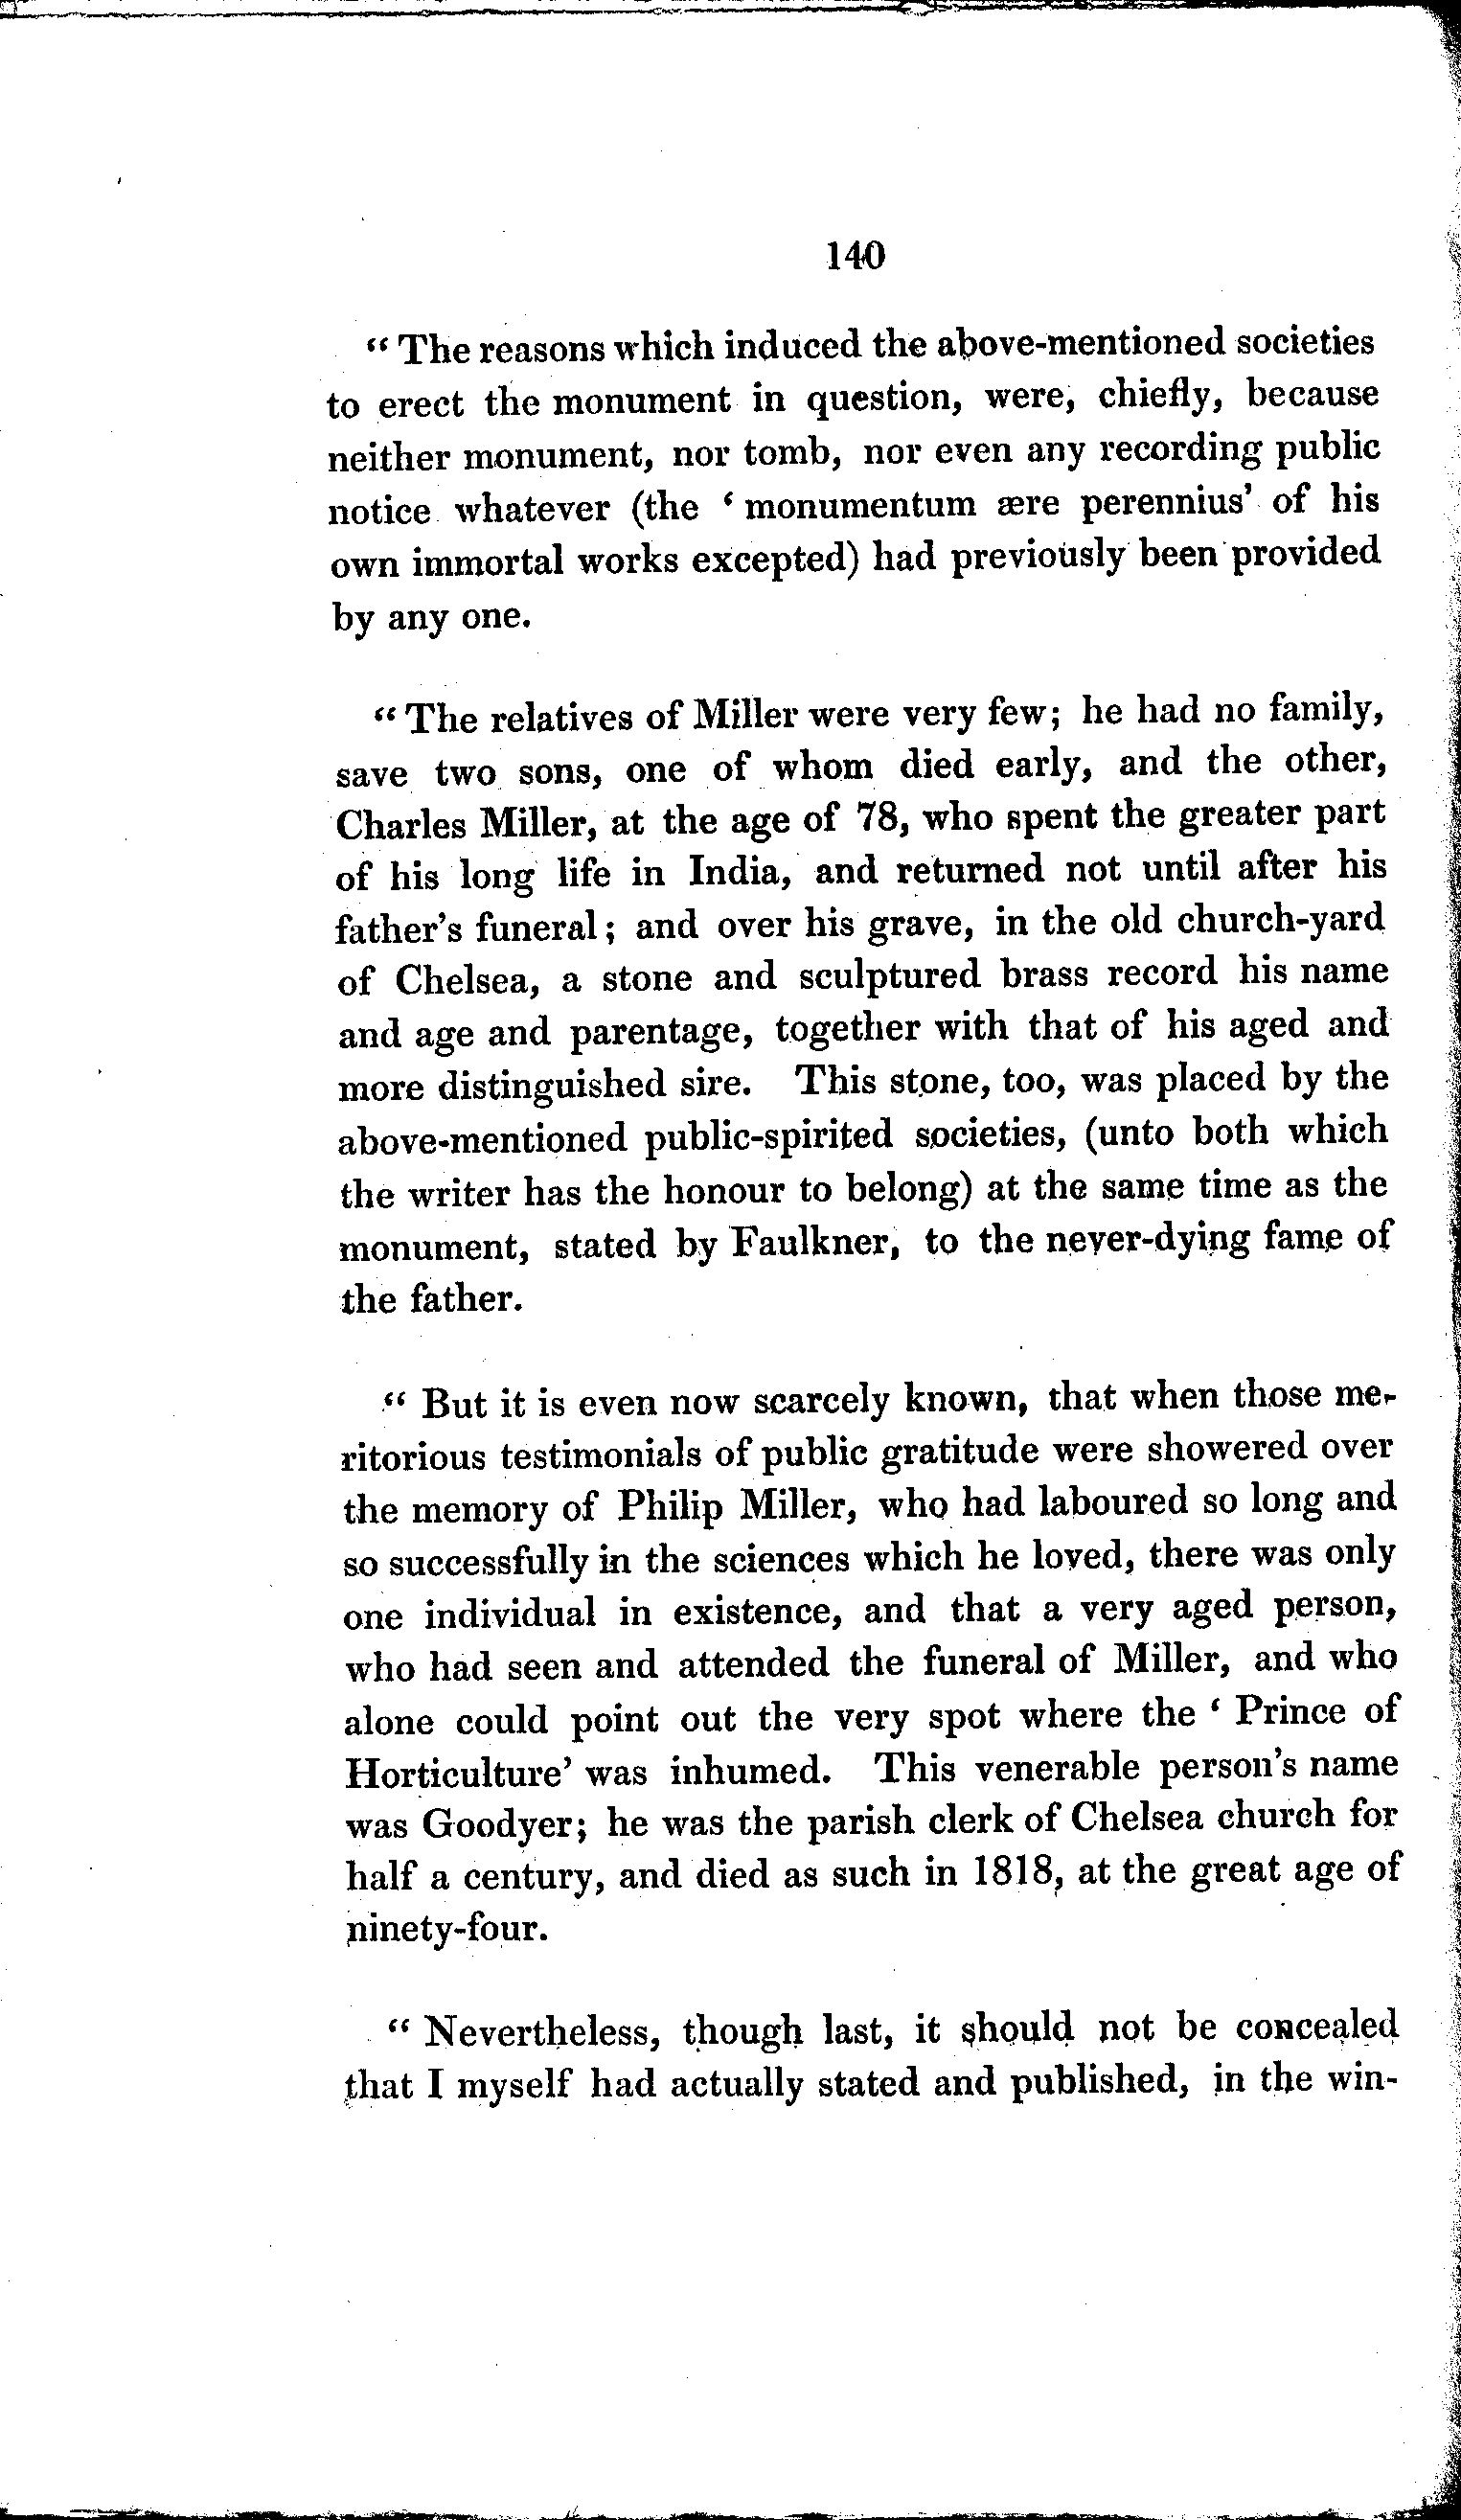 140
“ The reasons which induced the above-mentioned societies
to erect the monument in question, were, chiefly, because
neither monument, nor tomb, nor even any recording public
notice whatever (the ‘ monumentum ære perennius’ of his
own immortal works excepted) had previously been provided
by any one.
“ The relatives of Miller were very few; he had no family,
save two sons, one of whom died early, and the other,
Charles Miller, at the age of 78, who spent the greater part
of his long life in India, and returned not until after his
father’s funeral; and over his grave, in the old church-yard
of Chelsea, a stone and sculptured brass record his name
and age and parentage, together with that of his aged and
more distinguished sire. This stone, too, was placed by the
above-mentioned public-spirited societies, (unto both which
the writer has the honour to belong) at the same time as the
monument, stated by Faulkner, to the never-dying fame of
the father.
“ But it is even now scarcely known, that when those me-
ritorious testimonials of public gratitude were showered over
the memory of Philip Miller, who had laboured so long and
so successfully in the sciences which he loved, there was only
one individual in existence, and that a very aged person,
who had seen and attended the funeral of Miller, and who
alone could point out the very spot where the ‘ Prince of
Horticulture’ was inhumed. This venerable person’s name
was Goodyer; he was the parish clerk of Chelsea church for
half a century, and died as such in 1818, at the great age of
ninety-four.
“ Nevertheless, though last, it should not be concealed
that I myself had actually stated and published, in the win-